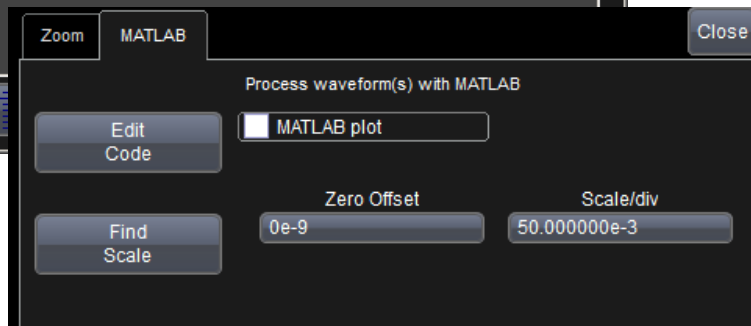 Zoom
MATLAB
Close
Process waveform(s) with MATLAB
Edit
Code
MATLAB plot
Find
Scale
Zero Offset
0e-9
Scale/div
50.000000e-3